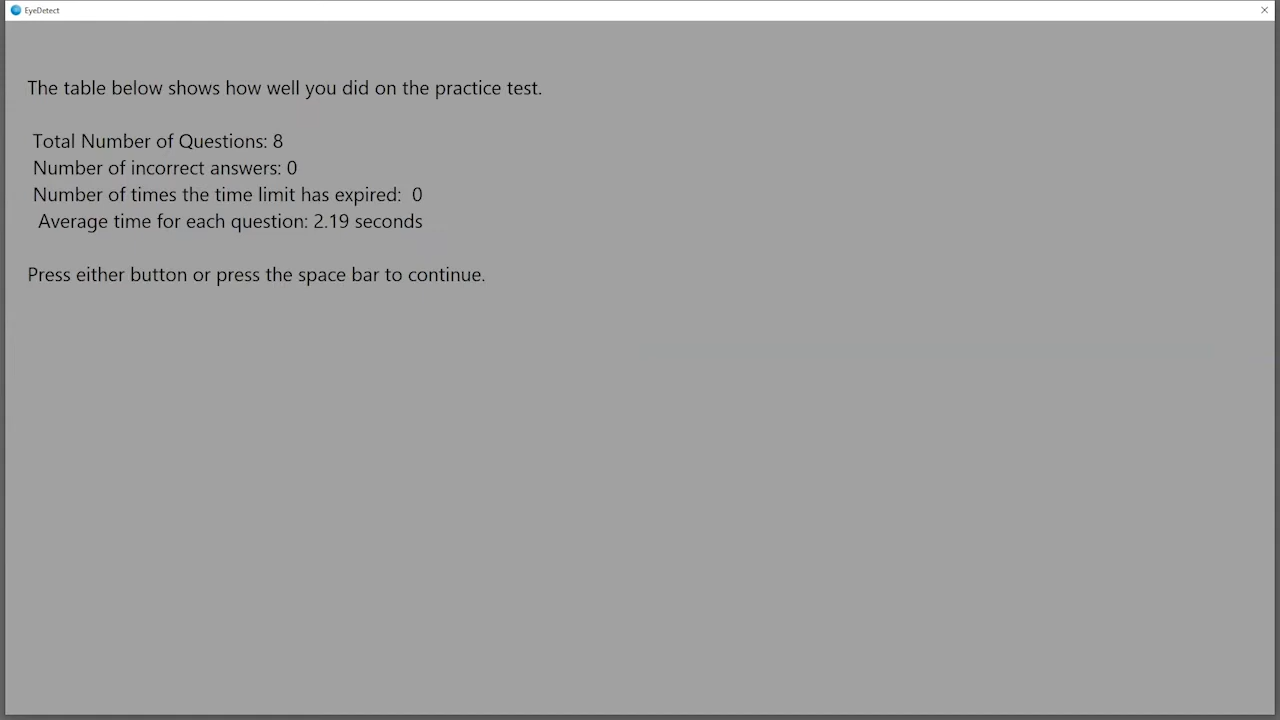 EyeDetect
The table below shows how well you did on the practice test.
Total Number of Questions: 8
Number of incorrect answers: 0
Number of times the time limit has expired: 0
Average time for each question: 2.19 seconds
Press either button or press the space bar to continue.